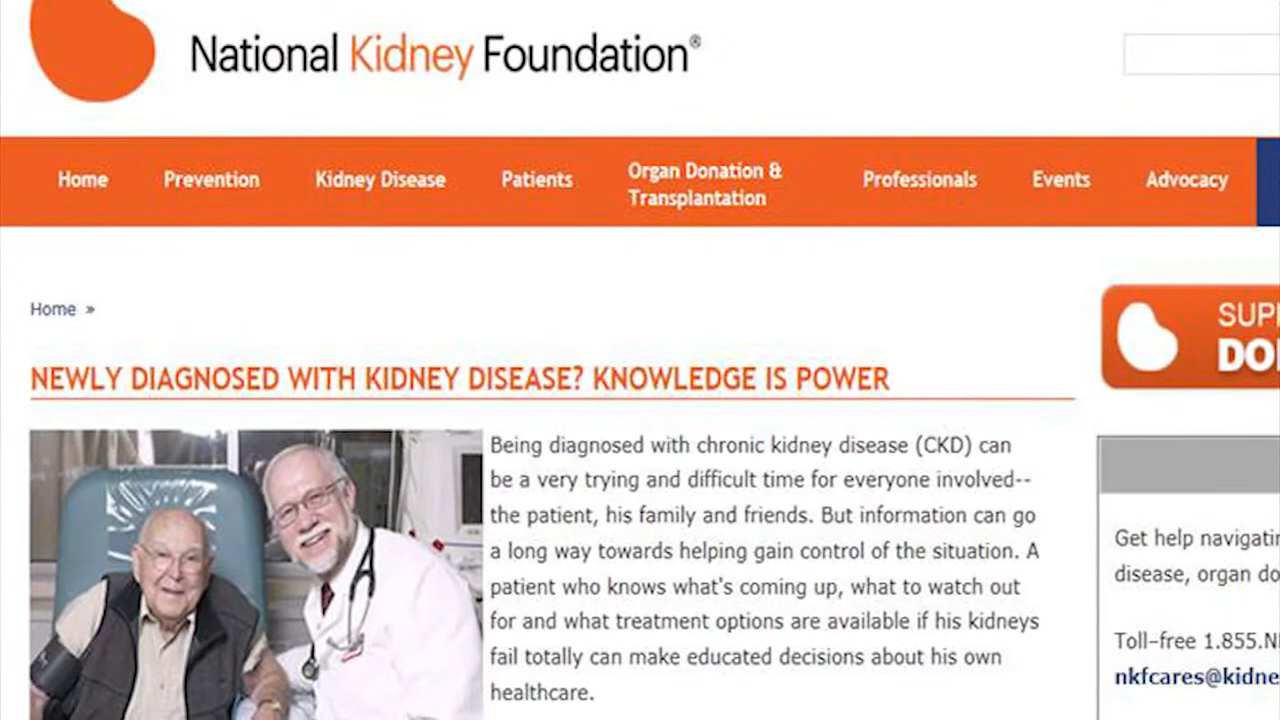 National Kidney Foundation®
Home Prevention Kidney Disease Patients Organ Donation & Transplantation Professionals Events Advocacy
Home »
SUP
DO
NEWLY DIAGNOSED WITH KIDNEY DISEASE? KNOWLEDGE IS POWER
Being diagnosed with chronic kidney disease (CKD) can
be a very trying and difficult time for everyone involved--
the patient, his family and friends. But information can go
a long way towards helping gain control of the situation. A
patient who knows what's coming up, what to watch out
for and what treatment options are available if his kidneys
fail totally can make educated decisions about his own
healthcare.
Get help navigatin
disease, organ do
Toll-free 1.855.N
nkfcares@kidne